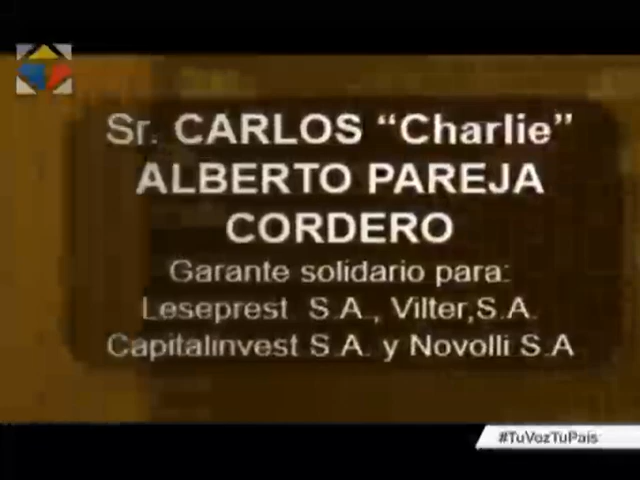 Sr. CARLOS “Charlie”
ALBERTO PAREJA
CORDERO
Garante solidario para:
Leseprest S.A., Vilter,S.A.
Capitalinvest S.A. y Novolli S.A
#TuVozTuPaís